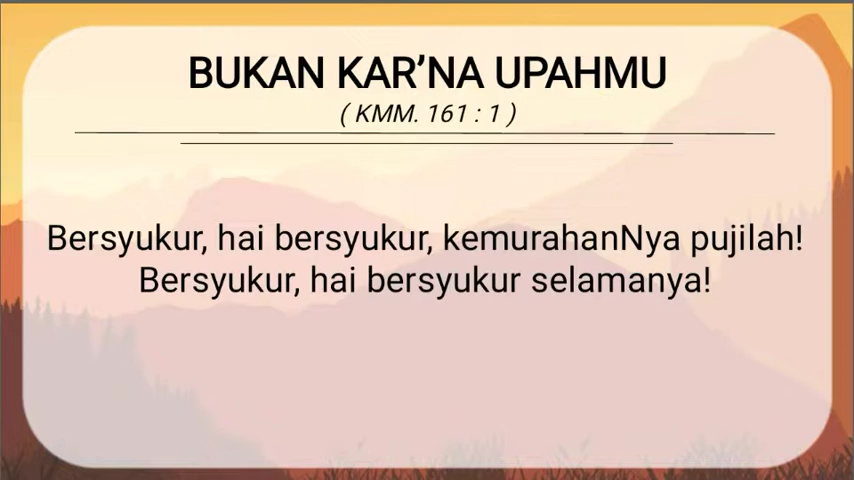 BUKAN KAR’NA UPAHMU
( KMM. 161 : 1 )
Bersyukur, hai bersyukur, kemurahanNya pujilah!
Bersyukur, hai bersyukur selamanya!